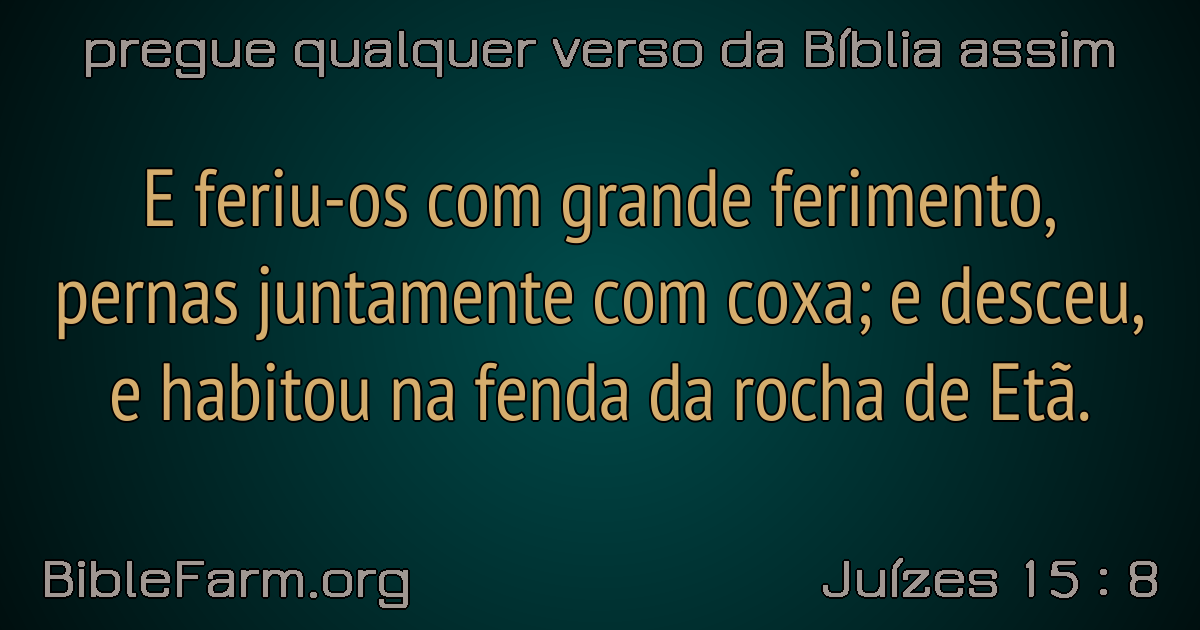 pregue qualquer verso da Bíblia assim
E feriu-os com grande ferimento,
pernas juntamente com coxa; e desceu,
e habitou na fenda da rocha de Etã.
BibleFarm.org
Juízes 15 : 8